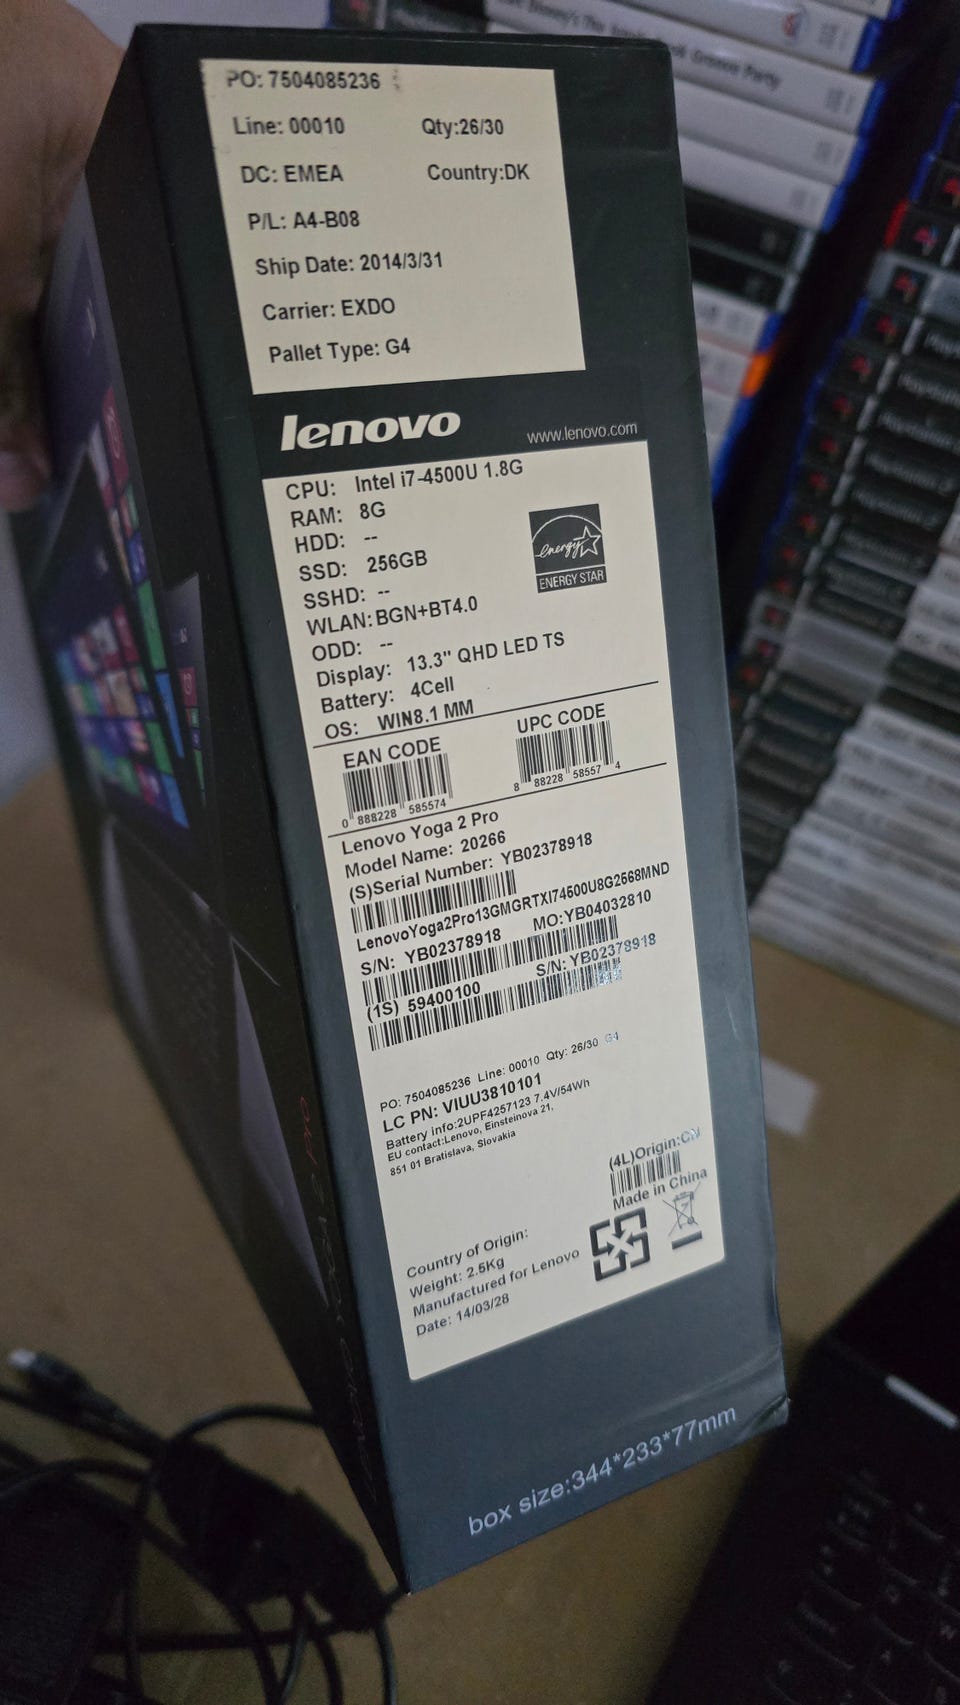 PO: 7504085236
Line: 00010 Qty:26/30
DC: EMEA Country:DK
P/L: A4-B08
Ship Date: 2014/3/31
Carrier: EXDO
Pallet Type: G4
lenovo www.lenovo.com
CPU: Intel i7-4500U 1.8G
RAM: 8G
HDD: --
SSD: 256GB
SSHD: --
WLAN: BGN+BT4.0
ODD: --
Display: 13.3" QHD LED TS
Battery: 4Cell
OS: WIN8.1 MM
energy
ENERGY STAR
EAN CODE UPC CODE
0 888228 585574 8 88228 58557 4
Lenovo Yoga 2 Pro
Model Name: 20266
(S)Serial Number: YB02378918
LenovoYoga2Pro13GMGRTXI74500U8G2568MND
S/N: YB02378918 MO:YB04032810
(1S) 59400100 S/N: YB02378918
PO: 7504085236 Line: 00010 Qty: 26/30 G4
LC PN: VIUU3810101
Battery info:2UPF4257123 7.4V/54Wh
EU contact:Lenovo, Einsteinova 21,
851 01 Bratislava, Slovakia
(4L)Origin:CN
Made in China
Country of Origin:
Weight: 2.5Kg
Manufactured for Lenovo
Date: 14/03/28
box size:344*233*77mm